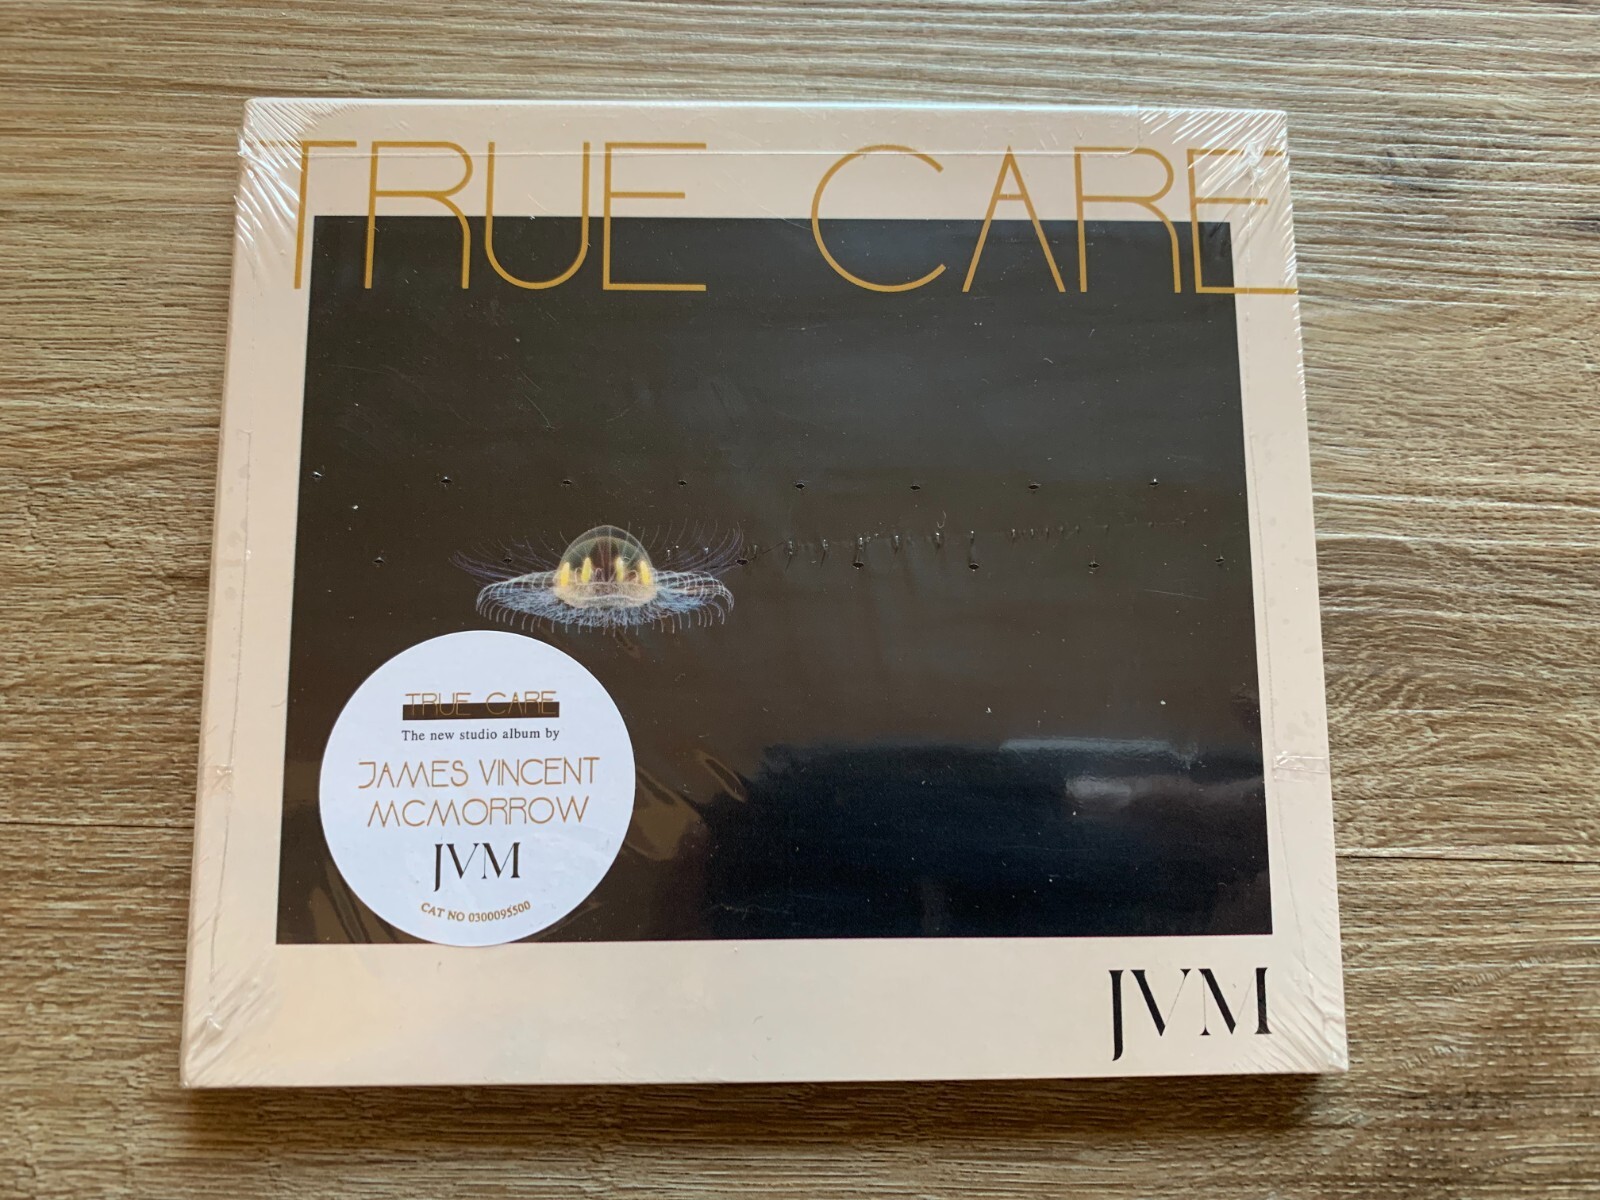 TRUE CARE
TRUE CARE
The new studio album by
JAMES VINCENT
MCMORROW
JVM
CAT NO 0300095500
JVM